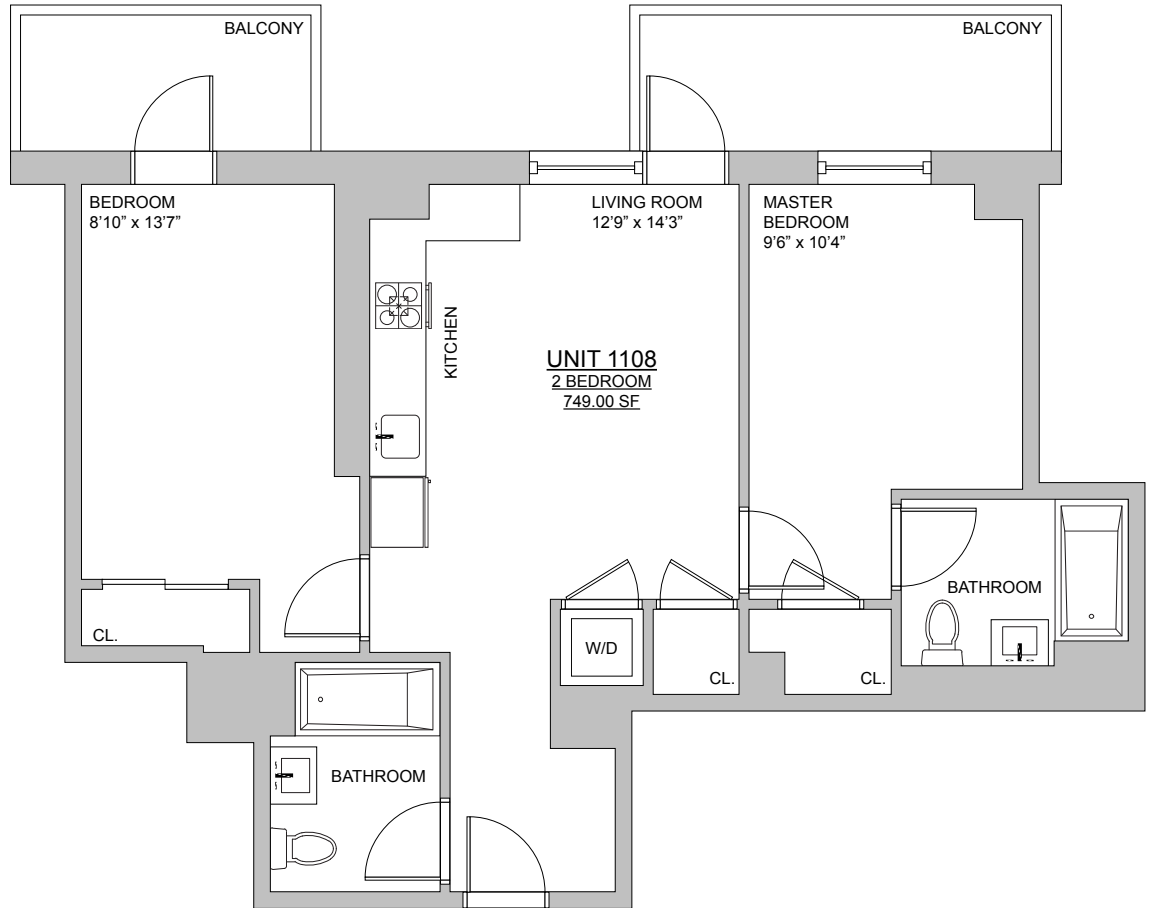 BALCONY
BALCONY
BEDROOM
8’10” x 13’7”
LIVING ROOM
12’9” x 14’3”
MASTER
BEDROOM
9’6” x 10’4”
KITCHEN
UNIT 1108
2 BEDROOM
749.00 SF
BATHROOM
CL.
W/D
CL.
CL.
BATHROOM